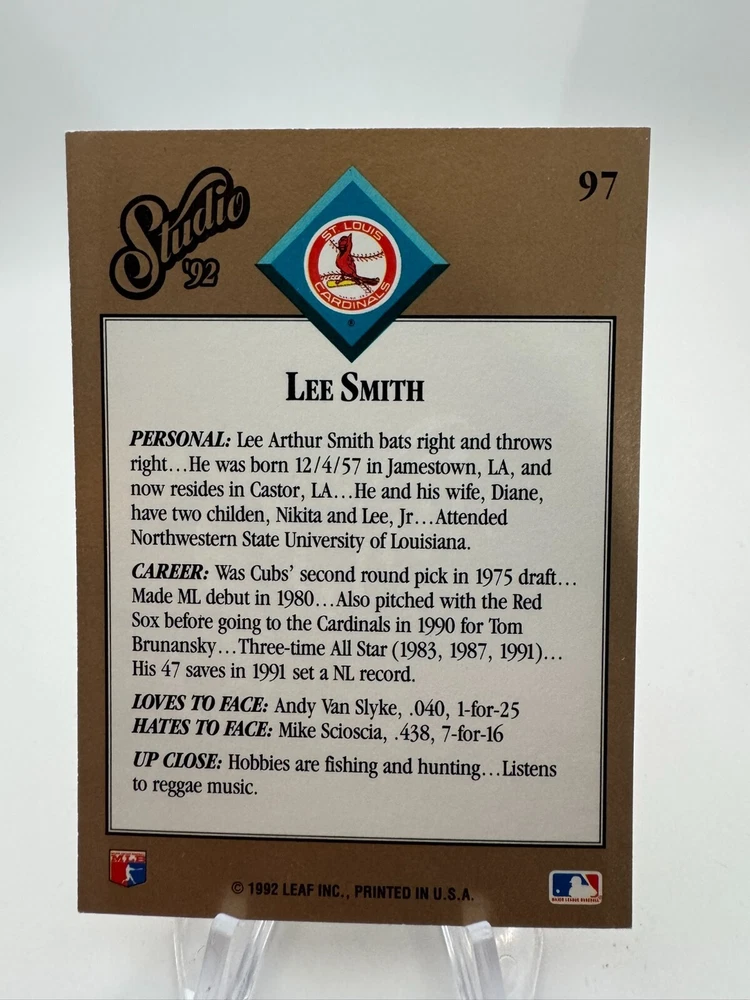 Studio
'92
97
ST. LOUIS
CARDINALS
®
LEE SMITH
PERSONAL: Lee Arthur Smith bats right and throws
right...He was born 12/4/57 in Jamestown, LA, and
now resides in Castor, LA...He and his wife, Diane,
have two childen, Nikita and Lee, Jr...Attended
Northwestern State University of Louisiana.
CAREER: Was Cubs' second round pick in 1975 draft...
Made ML debut in 1980...Also pitched with the Red
Sox before going to the Cardinals in 1990 for Tom
Brunansky...Three-time All Star (1983, 1987, 1991)...
His 47 saves in 1991 set a NL record.
LOVES TO FACE: Andy Van Slyke, .040, 1-for-25
HATES TO FACE: Mike Scioscia, .438, 7-for-16
UP CLOSE: Hobbies are fishing and hunting...Listens
to reggae music.
© 1992 LEAF INC., PRINTED IN U.S.A.
MAJOR LEAGUE BASEBALL